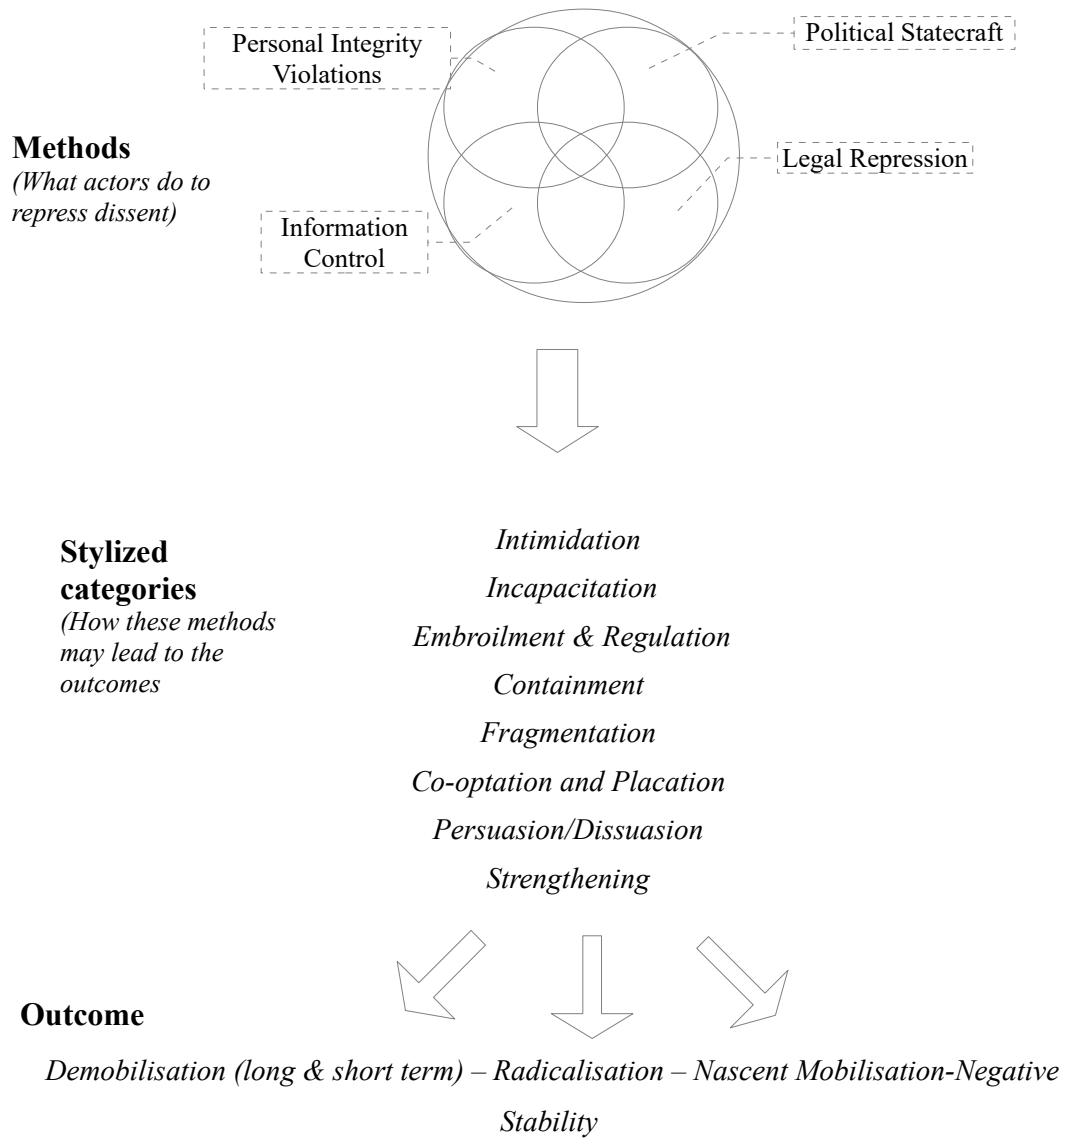 Personal Integrity
Violations
Political Statecraft
Methods
(What actors do to
repress dissent)
Legal Repression
Information
Control
Stylized
categories
(How these methods
may lead to the
outcomes
Intimidation
Incapacitation
Embroilment & Regulation
Containment
Fragmentation
Co-optation and Placation
Persuasion/Dissuasion
Strengthening
Outcome
Demobilisation (long & short term) – Radicalisation – Nascent Mobilisation-Negative
Stability